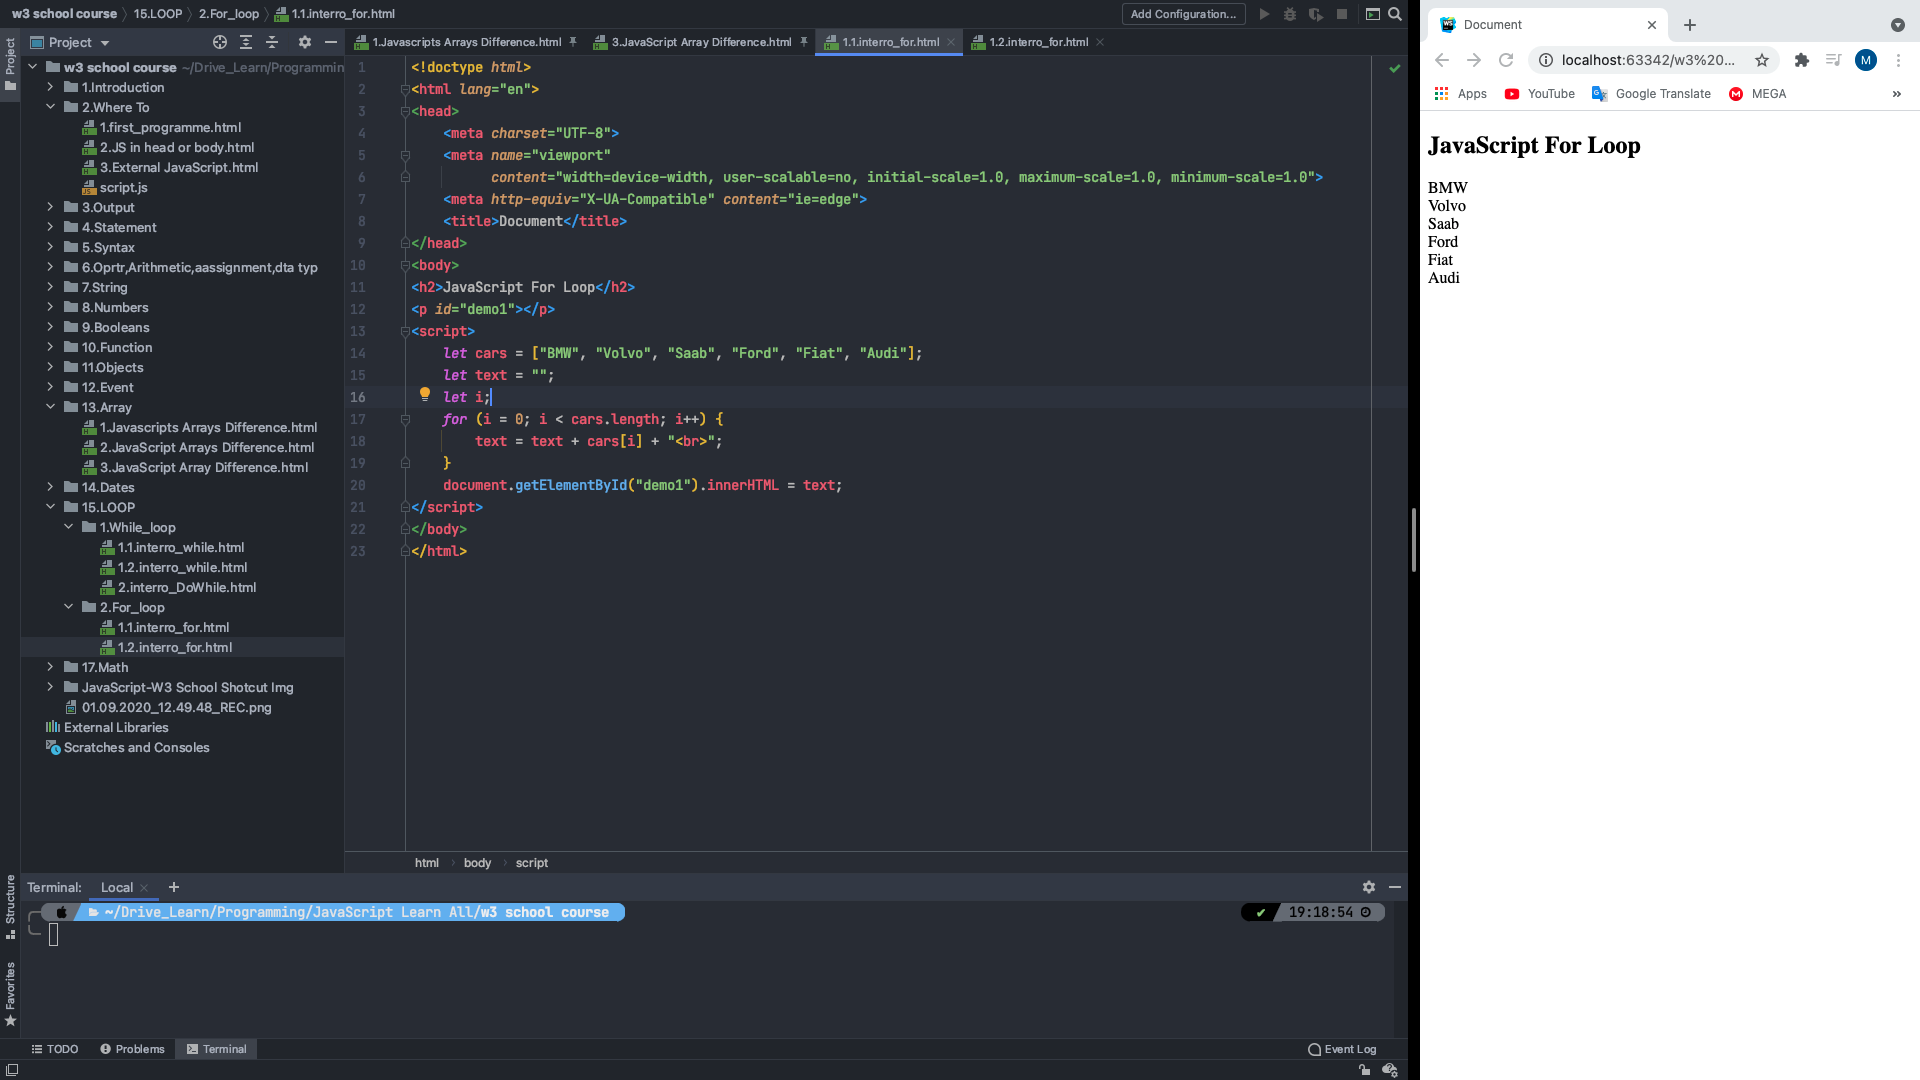 w3 school course 15.LOOP 2.For_loop 1.1.interro_for.html
Add Configuration...
Project
Project
1.Javascripts Arrays Difference.html
3.JavaScript Array Difference.html
1.1.interro_for.html
1.2.interro_for.html
w3 school course ~/Drive_Learn/Programmin
1.Introduction
2.Where To
1.first_programme.html
2.JS in head or body.html
3.External JavaScript.html
script.js
3.Output
4.Statement
5.Syntax
6.Oprtr,Arithmetic,aassignment,dta typ
7.String
8.Numbers
9.Booleans
10.Function
11.Objects
12.Event
13.Array
1.Javascripts Arrays Difference.html
2.JavaScript Arrays Difference.html
3.JavaScript Array Difference.html
14.Dates
15.LOOP
1.While_loop
1.1.interro_while.html
1.2.interro_while.html
2.interro_DoWhile.html
2.For_loop
1.1.interro_for.html
1.2.interro_for.html
17.Math
JavaScript-W3 School Shotcut Img
01.09.2020_12.49.48_REC.png
External Libraries
Scratches and Consoles
1 <!doctype html>
2 <html lang="en">
3 <head>
4 <meta charset="UTF-8">
5 <meta name="viewport"
6 content="width=device-width, user-scalable=no, initial-scale=1.0, maximum-scale=1.0, minimum-scale=1.0">
7 <meta http-equiv="X-UA-Compatible" content="ie=edge">
8 <title>Document</title>
9 </head>
10 <body>
11 <h2>JavaScript For Loop</h2>
12 <p id="demo1"></p>
13 <script>
14 let cars = ["BMW", "Volvo", "Saab", "Ford", "Fiat", "Audi"];
15 let text = "";
16 let i;
17 for (i = 0; i < cars.length; i++) {
18 text = text + cars[i] + "<br>";
19 }
20 document.getElementById("demo1").innerHTML = text;
21 </script>
22 </body>
23 </html>
html body script
Terminal: Local
~/Drive_Learn/Programming/JavaScript Learn All/w3 school course
19:18:54
Structure
Favorites
TODO
Problems
Terminal
Event Log
Document
localhost:63342/w3%20...
M
Apps
YouTube
Google Translate
MEGA
JavaScript For Loop
BMW
Volvo
Saab
Ford
Fiat
Audi